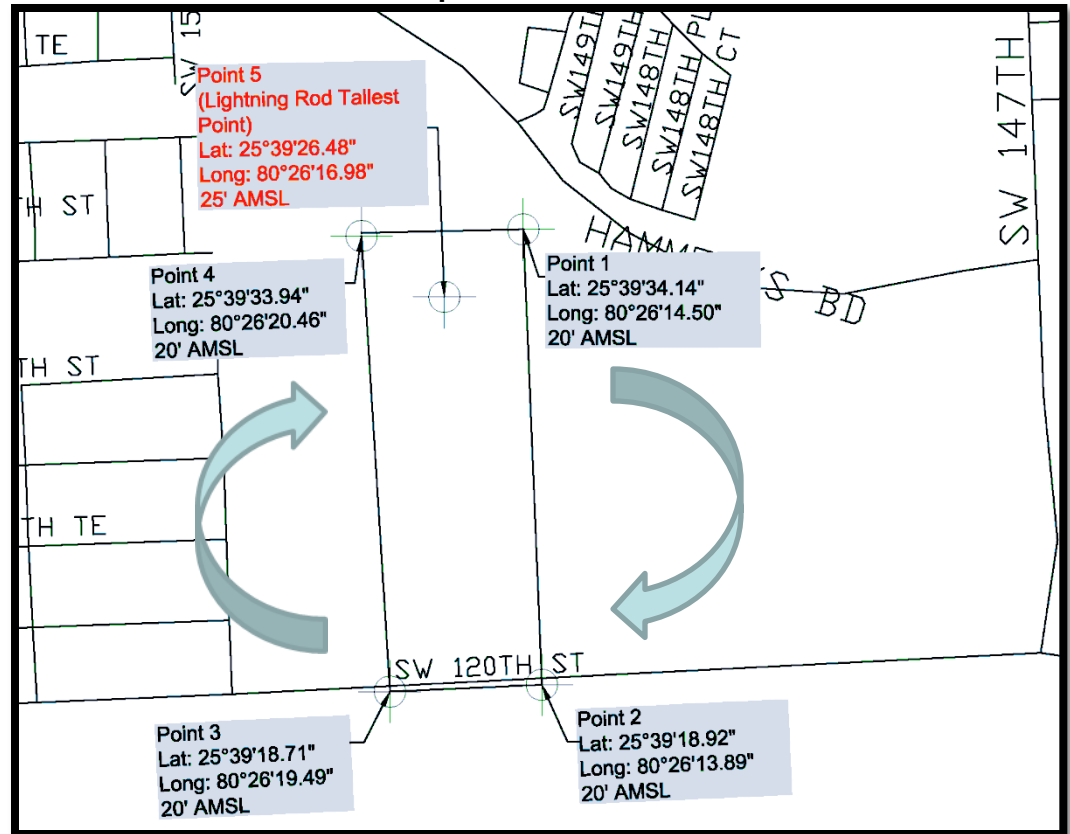 TE
SW 15
SW149TH
SW148TH
SW148TH
SW148TH
PL
CT
SW 147TH
Point 5
(Lightning Rod Tallest
Point)
Lat: 25°39'26.48"
Long: 80°26'16.98"
25' AMSL
H ST
Point 4
Lat: 25°39'33.94"
Long: 80°26'20.46"
20' AMSL
Point 1
Lat: 25°39'34.14"
Long: 80°26'14.50"
20' AMSL
S BD
TH ST
TH TE
SW 120TH ST
Point 3
Lat: 25°39'18.71"
Long: 80°26'19.49"
20' AMSL
Point 2
Lat: 25°39'18.92"
Long: 80°26'13.89"
20' AMSL